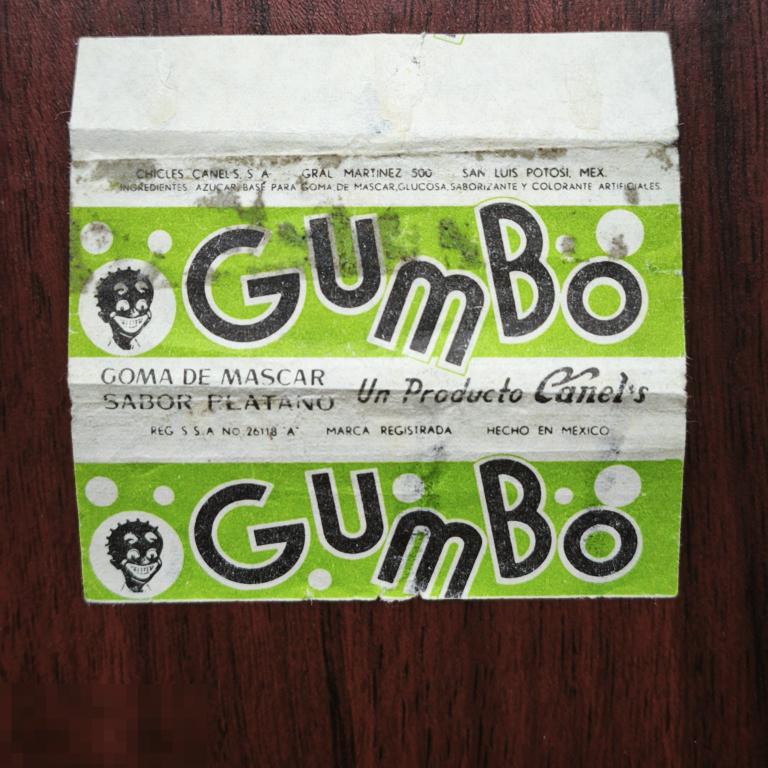 CHICLES CANEL'S, S. A. GRAL MARTINEZ 500 SAN LUIS POTOSI, MEX.
INGREDIENTES AZUCAR, BASE PARA GOMA DE MASCAR, GLUCOSA, SABORIZANTE Y COLORANTE ARTIFICIALES.
GUMBO
GOMA DE MASCAR
SABOR PLATANO
Un Producto Canel's
REG S S.A NO. 26118 "A" MARCA REGISTRADA HECHO EN MEXICO
GUMBO